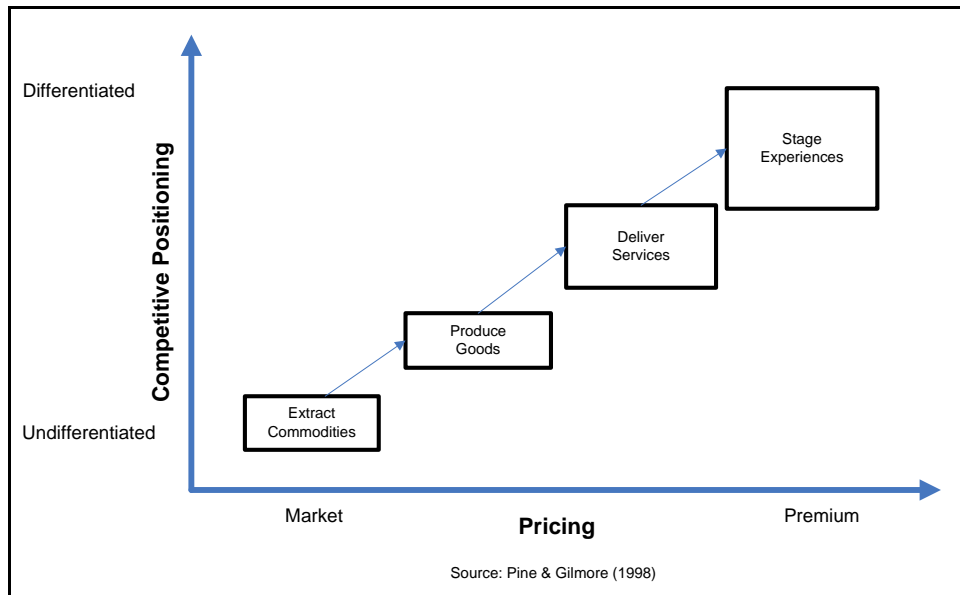 Differentiated
Stage
Experiences
Competitive Positioning
Deliver
Services
Produce
Goods
Extract
Commodities
Undifferentiated
Market
Pricing
Premium
Source: Pine & Gilmore (1998)